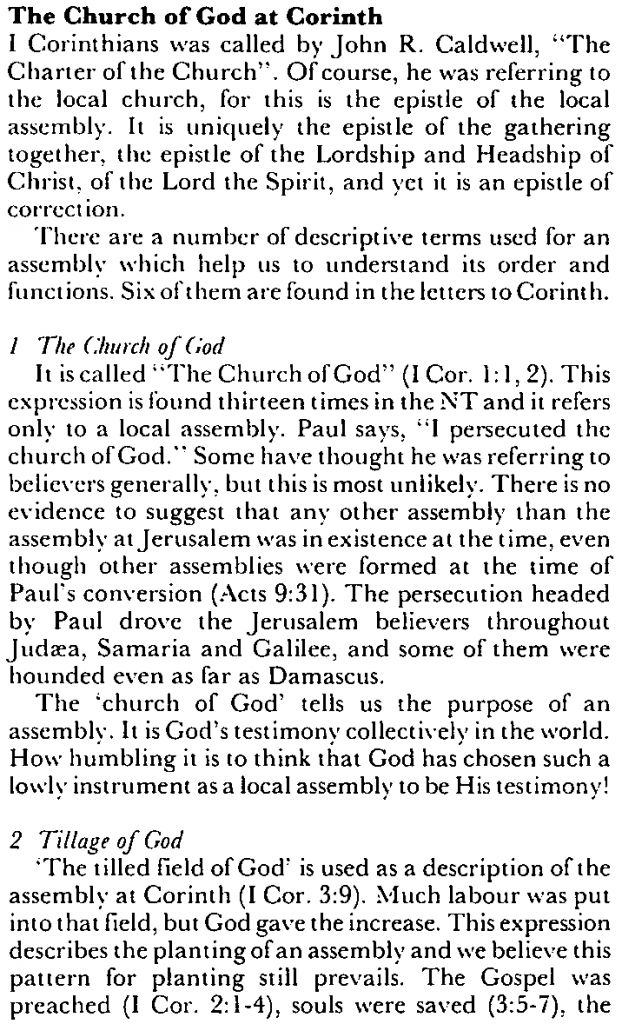 The Church of God at Corinth
I Corinthians was called by John R. Caldwell, “The
Charter of the Church”. Of course, he was referring to
the local church, for this is the epistle of the local
assembly. It is uniquely the epistle of the gathering
together, the epistle of the Lordship and Headship of
Christ, of the Lord the Spirit, and yet it is an epistle of
correction.
There are a number of descriptive terms used for an
assembly which help us to understand its order and
functions. Six of them are found in the letters to Corinth.
1 The Church of God
It is called “The Church of God” (I Cor. 1:1, 2). This
expression is found thirteen times in the NT and it refers
only to a local assembly. Paul says, “I persecuted the
church of God.” Some have thought he was referring to
believers generally, but this is most unlikely. There is no
evidence to suggest that any other assembly than the
assembly at Jerusalem was in existence at the time, even
though other assemblies were formed at the time of
Paul's conversion (Acts 9:31). The persecution headed
by Paul drove the Jerusalem believers throughout
Judæa, Samaria and Galilee, and some of them were
hounded even as far as Damascus.
The ‘church of God’ tells us the purpose of an
assembly. It is God's testimony collectively in the world.
How humbling it is to think that God has chosen such a
lowly instrument as a local assembly to be His testimony!
2 Tillage of God
‘The tilled field of God’ is used as a description of the
assembly at Corinth (I Cor. 3:9). Much labour was put
into that field, but God gave the increase. This expression
describes the planting of an assembly and we believe this
pattern for planting still prevails. The Gospel was
preached (I Cor. 2:1-4), souls were saved (3:5-7), the